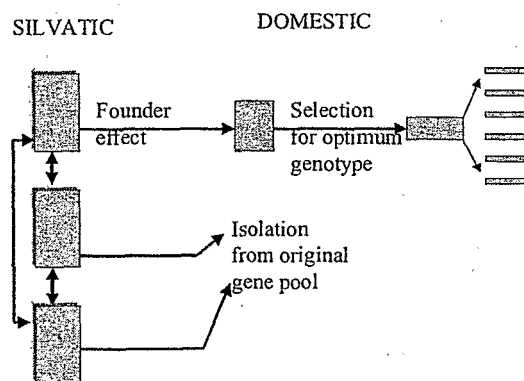 SILVATIC
DOMESTIC
Founder
effect
Selection
for optimum
genotype
Isolation
from original
gene pool